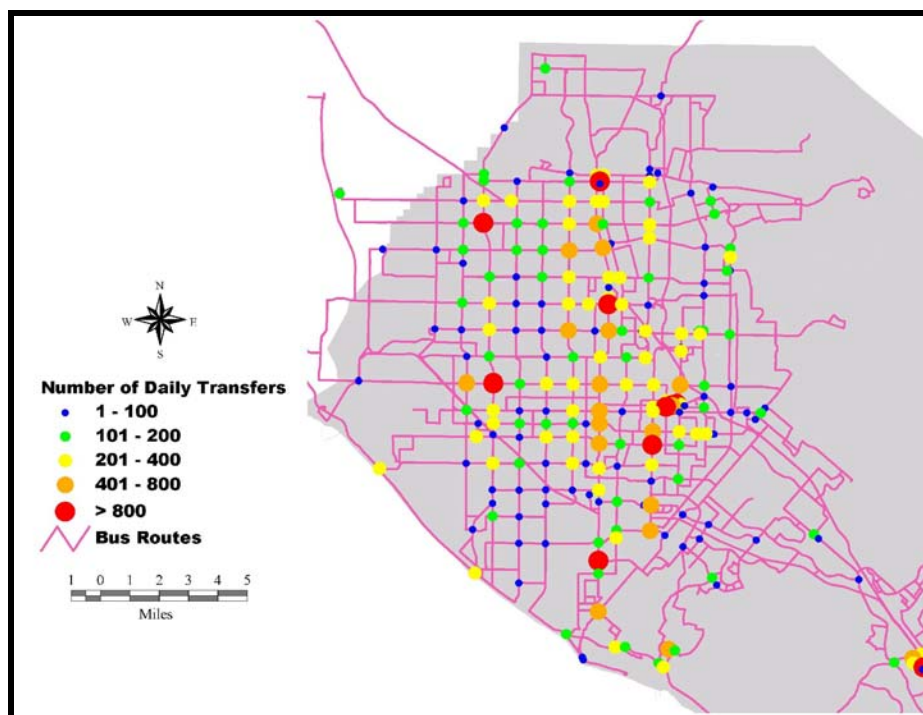 N
W E
S
Number of Daily Transfers
1 - 100
101 - 200
201 - 400
401 - 800
> 800
Bus Routes
1 0 1 2 3 4 5
Miles